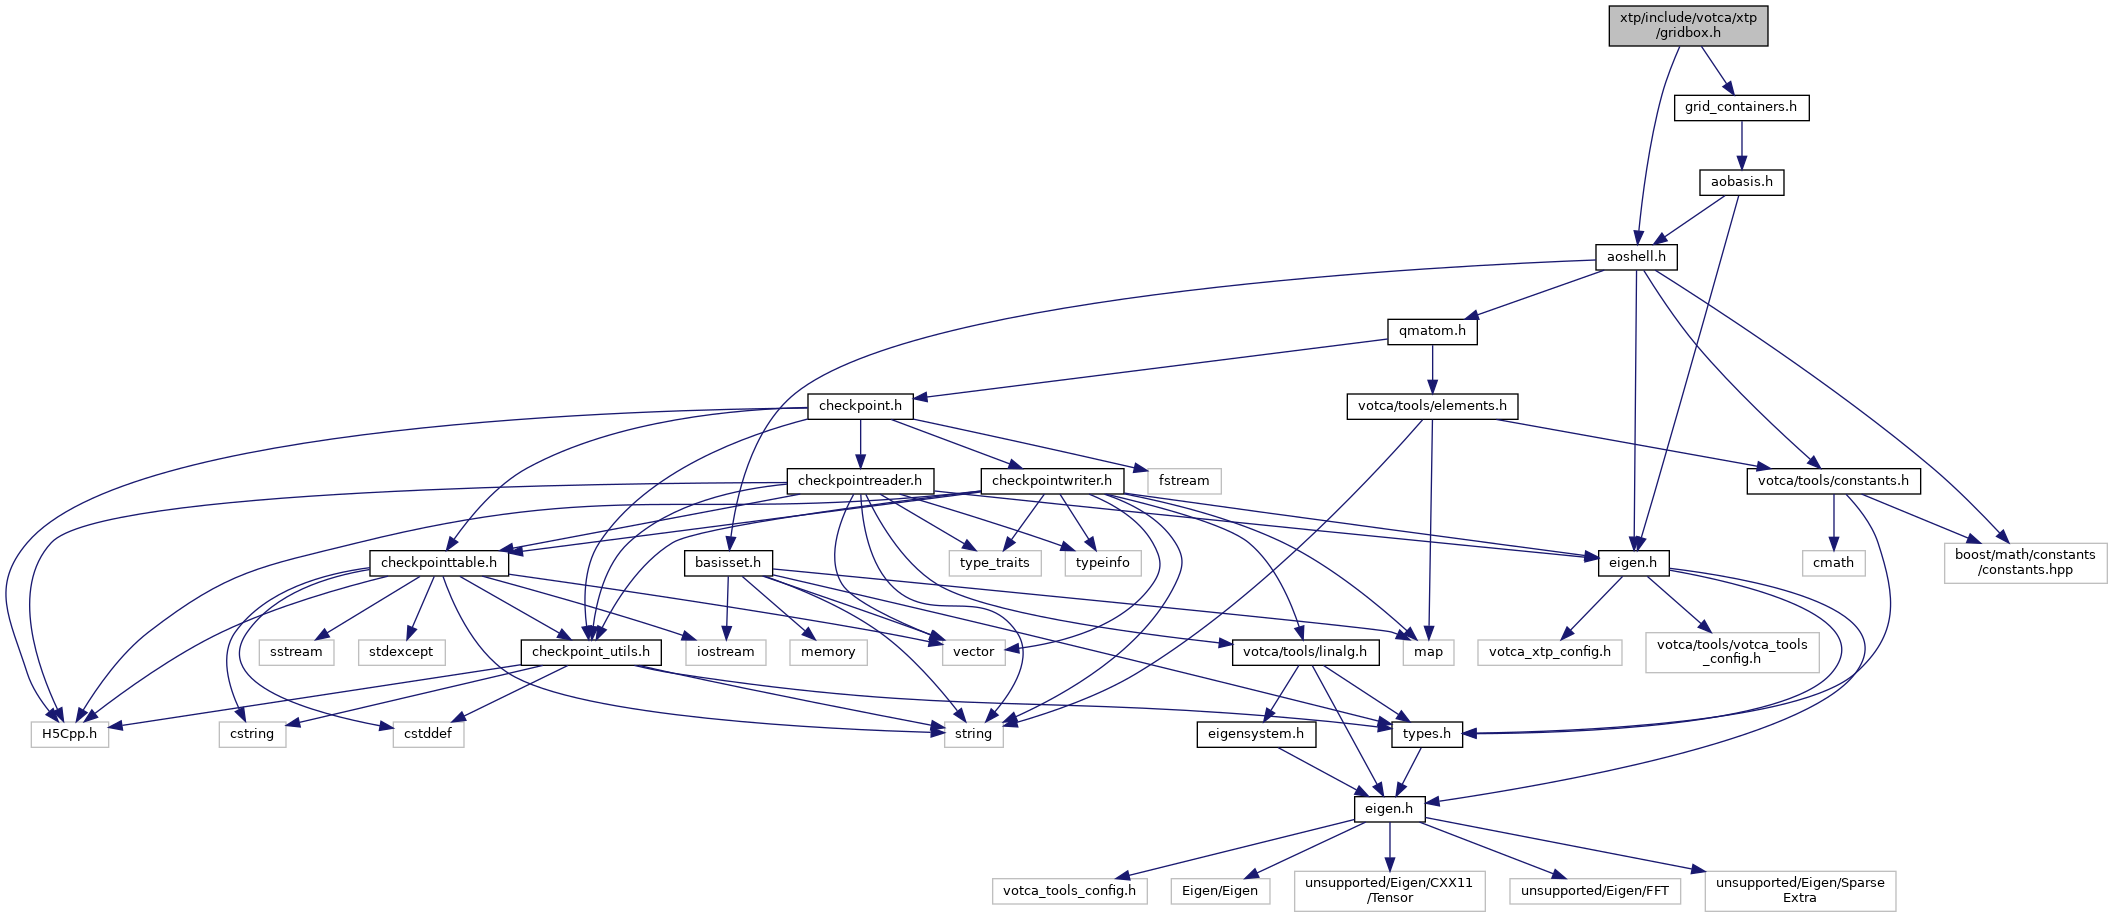 xtp/include/votca/xtp
/gridbox.h
grid_containers.h
aobasis.h
aoshell.h
qmatom.h
checkpoint.h
votca/tools/elements.h
checkpointreader.h
checkpointwriter.h
fstream
votca/tools/constants.h
checkpointtable.h
basisset.h
type_traits
typeinfo
eigen.h
cmath
boost/math/constants
/constants.hpp
sstream
stdexcept
checkpoint_utils.h
iostream
memory
vector
votca/tools/linalg.h
map
votca_xtp_config.h
votca/tools/votca_tools
_config.h
H5Cpp.h
cstring
cstddef
string
eigensystem.h
types.h
eigen.h
votca_tools_config.h
Eigen/Eigen
unsupported/Eigen/CXX11
/Tensor
unsupported/Eigen/FFT
unsupported/Eigen/Sparse
Extra